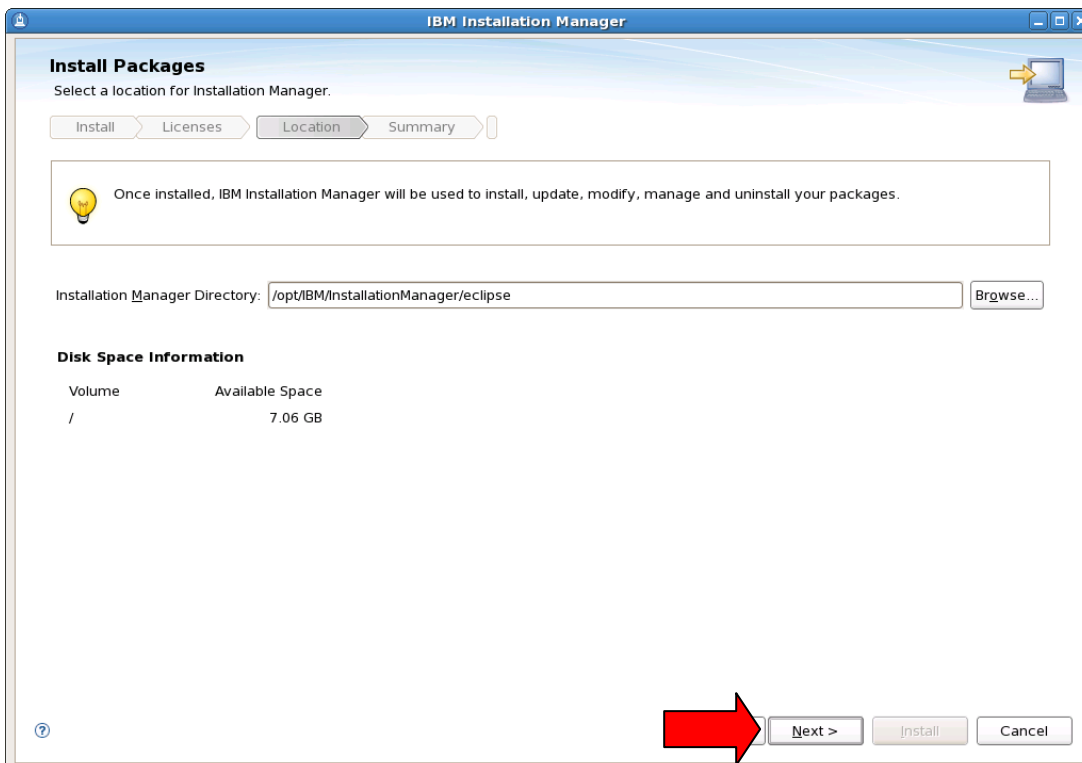 IBM Installation Manager
Install Packages
Select a location for Installation Manager.
Install Licenses Location Summary
Once installed, IBM Installation Manager will be used to install, update, modify, manage and uninstall your packages.
Installation Manager Directory: /opt/IBM/InstallationManager/eclipse Browse...
Disk Space Information
Volume Available Space
/ 7.06 GB
? Next > Install Cancel